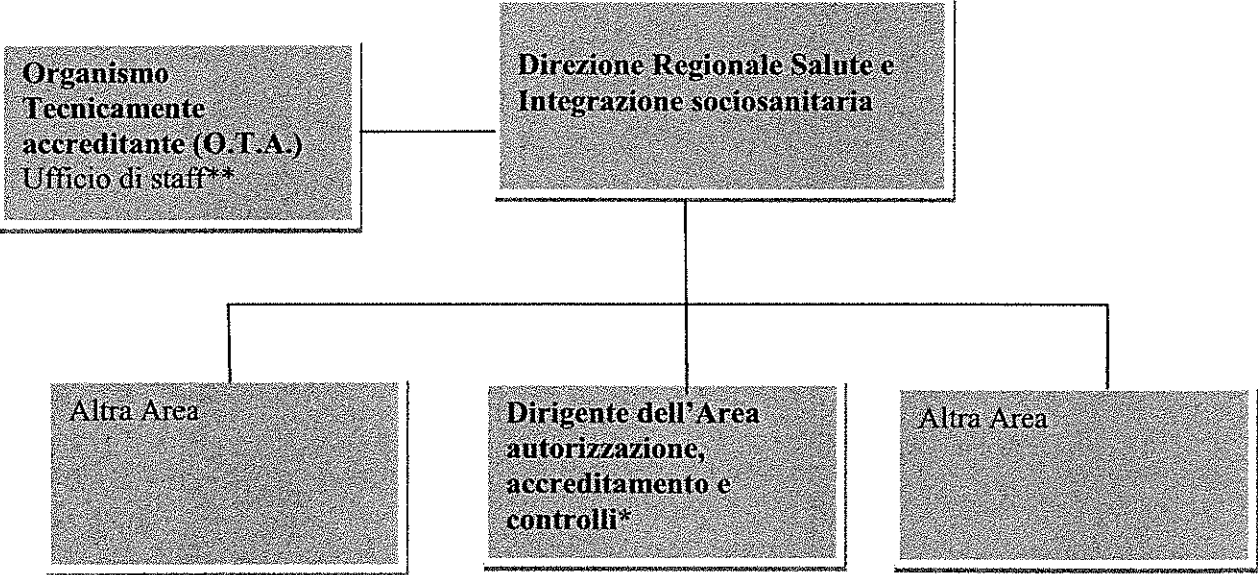 Organismo
Tecnicamente
accreditante (O.T.A.)
Ufficio di staff**
Direzione Regionale Salute e
Integrazione sociosanitaria
Altra Area
Dirigente dell'Area
autorizzazione,
accreditamento e
controlli*
Altra Area